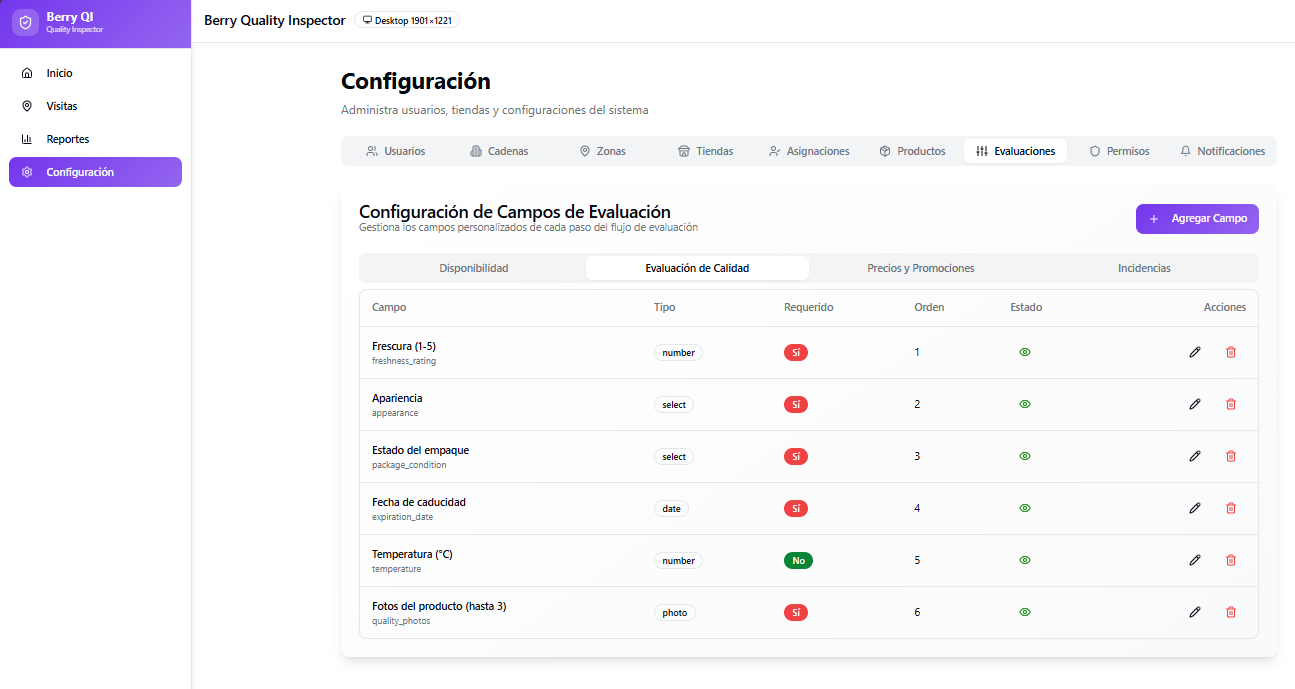 Berry QI
Quality Inspector
Berry Quality Inspector
Desktop 1901×1221
Inicio
Visitas
Reportes
Configuración
Configuración
Administra usuarios, tiendas y configuraciones del sistema
Usuarios Cadenas Zonas Tiendas Asignaciones Productos Evaluaciones Permisos Notificaciones
Configuración de Campos de Evaluación
Gestiona los campos personalizados de cada paso del flujo de evaluación
Agregar Campo
Disponibilidad Evaluación de Calidad Precios y Promociones Incidencias
Campo Tipo Requerido Orden Estado Acciones
Frescura (1-5) number Sí 1
freshness_rating
Apariencia select Sí 2
appearance
Estado del empaque select Sí 3
package_condition
Fecha de caducidad date Sí 4
expiration_date
Temperatura (°C) number No 5
temperature
Fotos del producto (hasta 3) photo Sí 6
quality_photos